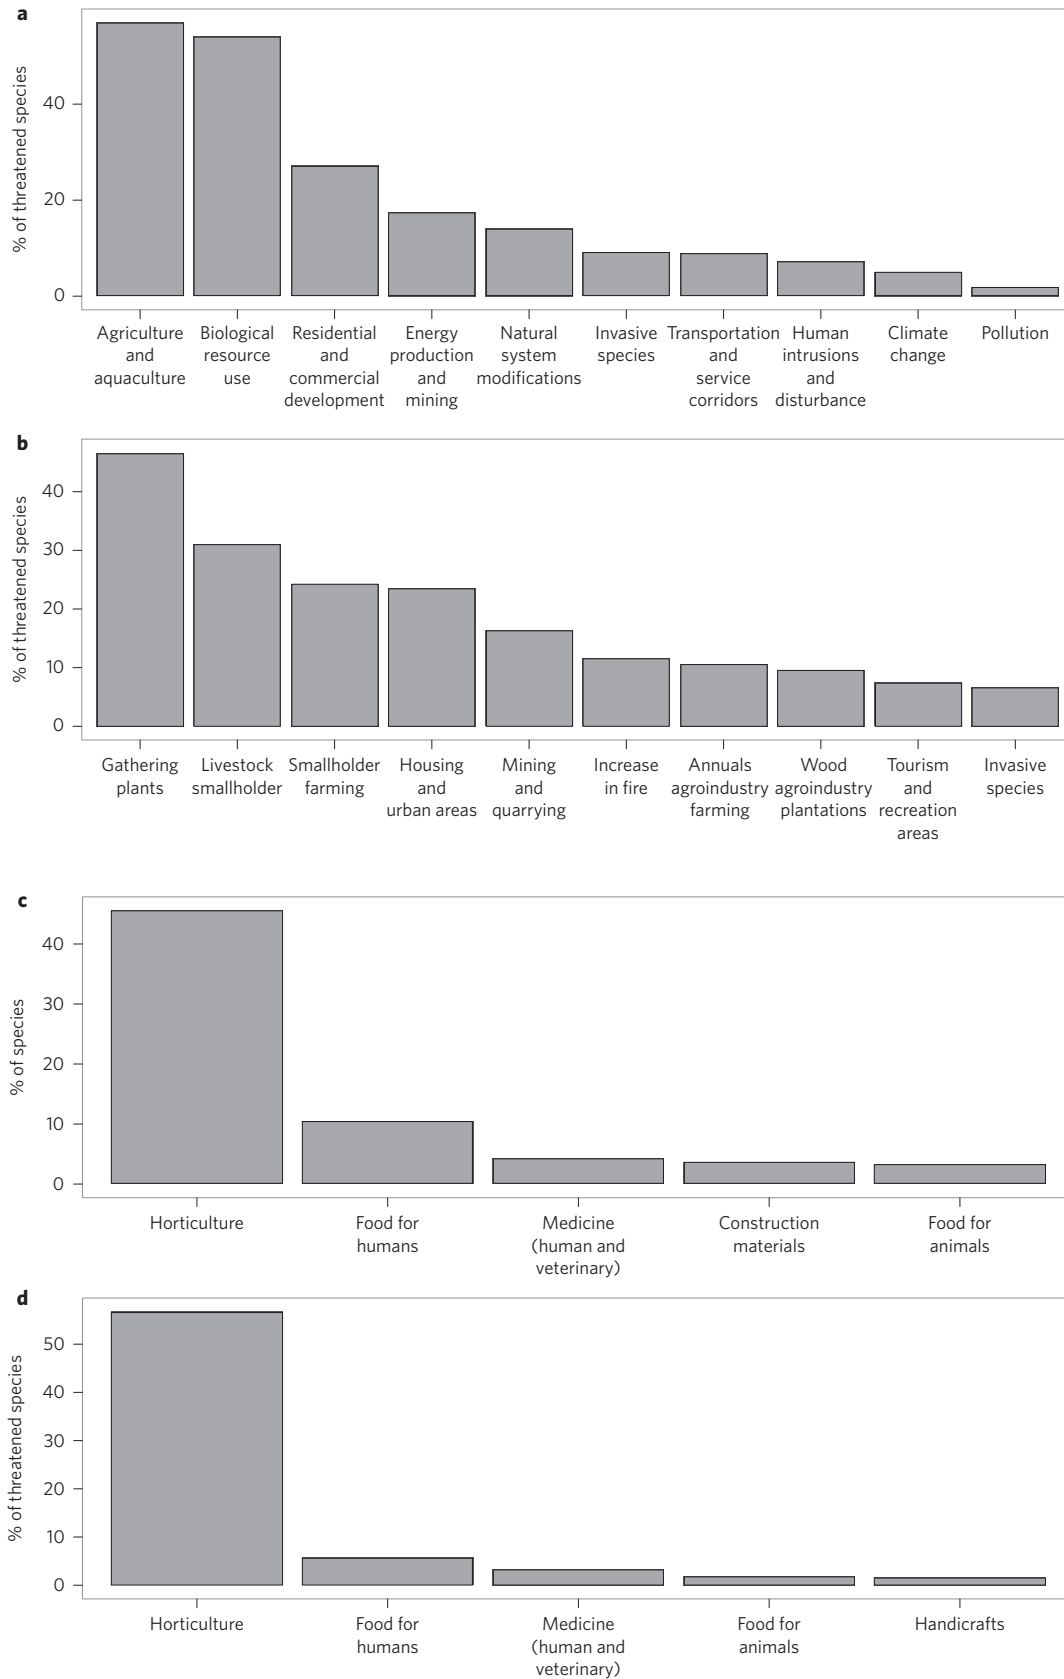 a
% of threatened species
40
20
0
Agriculture
and
aquaculture
Biological
resource
use
Residential
and
commercial
development
Energy
production
and
mining
Natural
system
modifications
Invasive
species
Transportation
and
service
corridors
Human
intrusions
and
disturbance
Climate
change
Pollution
b
% of threatened species
40
30
20
10
0
Gathering
plants
Livestock
smallholder
Smallholder
farming
Housing
and
urban areas
Mining
and
quarrying
Increase
in fire
Annuals
agroindustry
farming
Wood
agroindustry
plantations
Tourism
and
recreation
areas
Invasive
species
c
% of species
40
30
20
10
0
Horticulture
Food for
humans
Medicine
(human and
veterinary)
Construction
materials
Food for
animals
d
% of threatened species
50
40
30
20
10
0
Horticulture
Food for
humans
Medicine
(human and
veterinary)
Food for
animals
Handicrafts